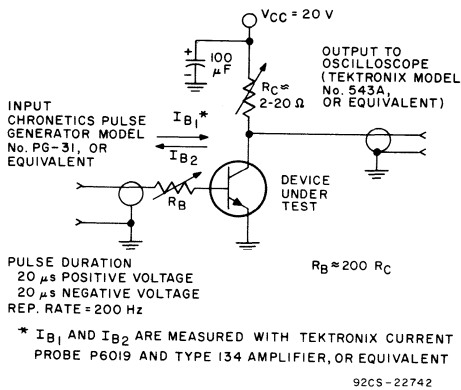 VCC = 20 V
+
100
μF
RC≈
2-20 Ω
OUTPUT TO
OSCILLOSCOPE
(TEKTRONIX MODEL
No. 543A,
OR EQUIVALENT)
INPUT
CHRONETICS PULSE
GENERATOR MODEL
No. PG-31, OR
EQUIVALENT
IB1*
IB2
RB
DEVICE
UNDER
TEST
PULSE DURATION
20 μs POSITIVE VOLTAGE
20 μs NEGATIVE VOLTAGE
REP. RATE = 200 Hz
RB≈200 RC
* IB1 AND IB2 ARE MEASURED WITH TEKTRONIX CURRENT
PROBE P6019 AND TYPE 134 AMPLIFIER, OR EQUIVALENT
92CS-22742